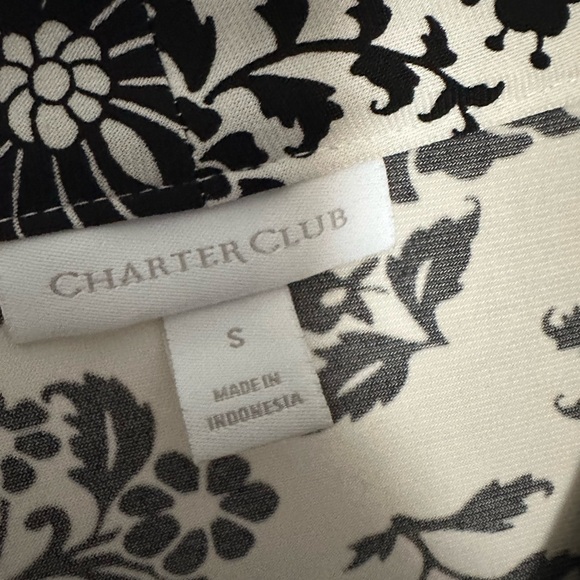 CHARTER CLUB
S
MADE IN
INDONESIA